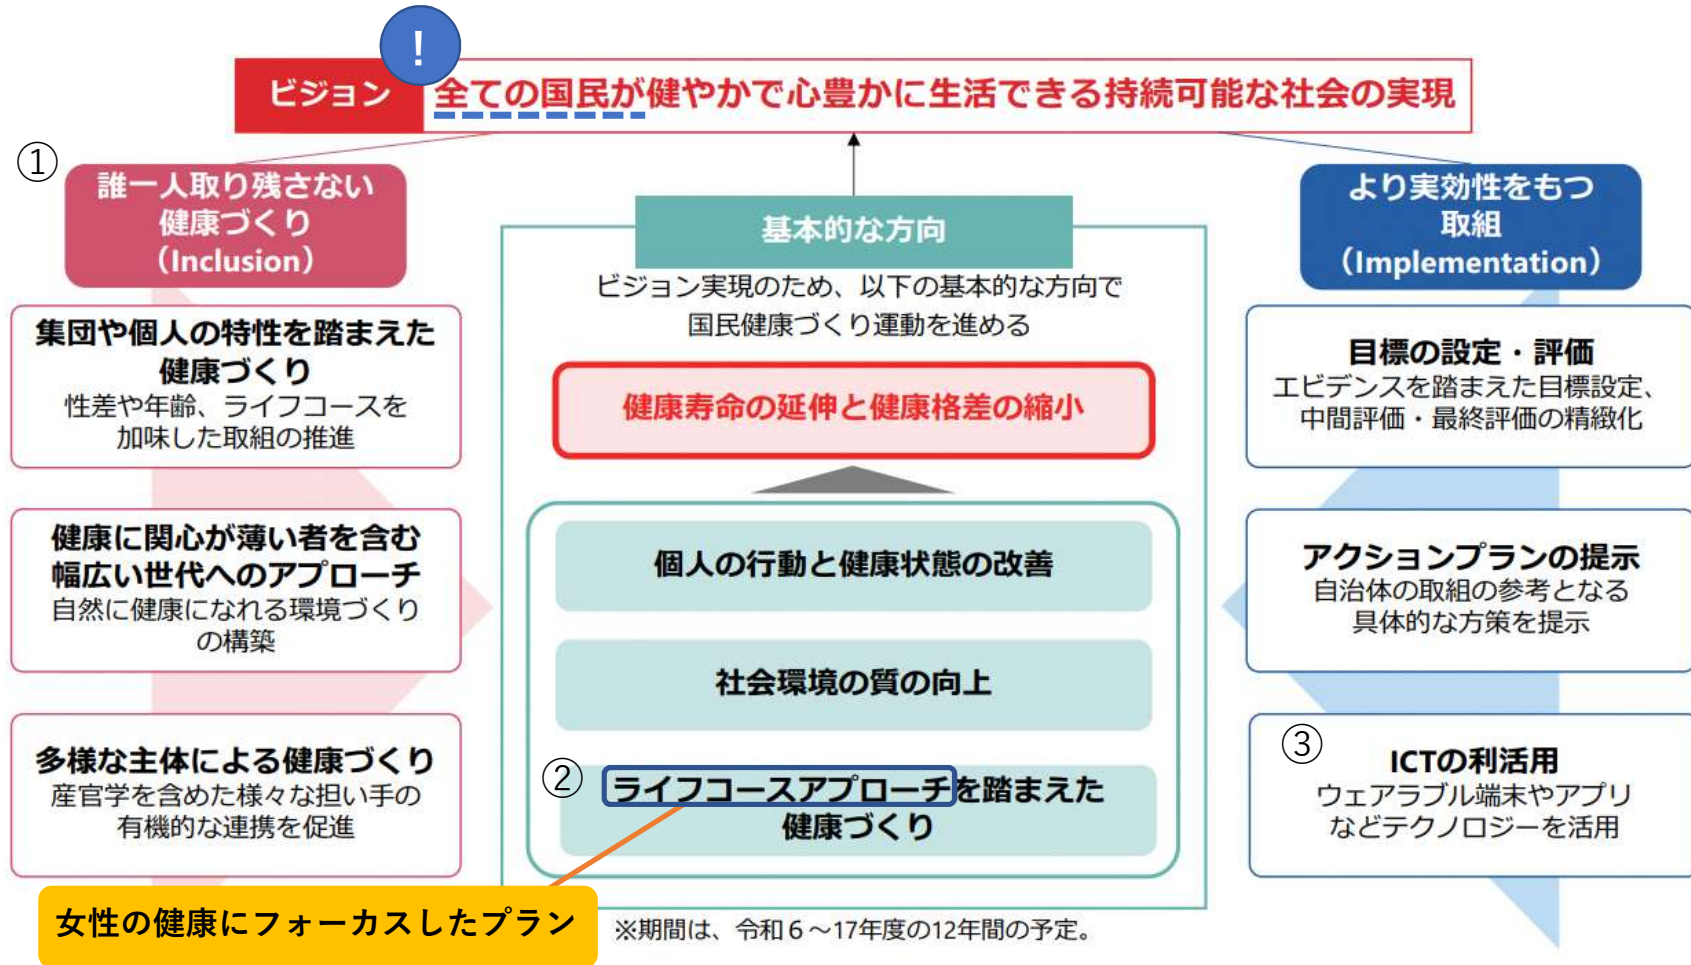 !
ビジョン
全ての国民が健やかで心豊かに生活できる持続可能な社会の実現
①
誰一人取り残さない
健康づくり
（Inclusion）
集団や個人の特性を踏まえた
健康づくり
性差や年齢、ライフコースを
加味した取組の推進
健康に関心が薄い者を含む
幅広い世代へのアプローチ
自然に健康になれる環境づくり
の構築
多様な主体による健康づくり
産官学を含めた様々な担い手の
有機的な連携を促進
基本的な方向
ビジョン実現のため、以下の基本的な方向で
国民健康づくり運動を進める
健康寿命の延伸と健康格差の縮小
個人の行動と健康状態の改善
社会環境の質の向上
②
ライフコースアプローチを踏まえた
健康づくり
女性の健康にフォーカスしたプラン
※期間は、令和６～17年度の12年間の予定。
より実効性をもつ
取組
（Implementation）
目標の設定・評価
エビデンスを踏まえた目標設定、
中間評価・最終評価の精緻化
アクションプランの提示
自治体の取組の参考となる
具体的な方策を提示
③
ICTの利活用
ウェアラブル端末やアプリ
などテクノロジーを活用